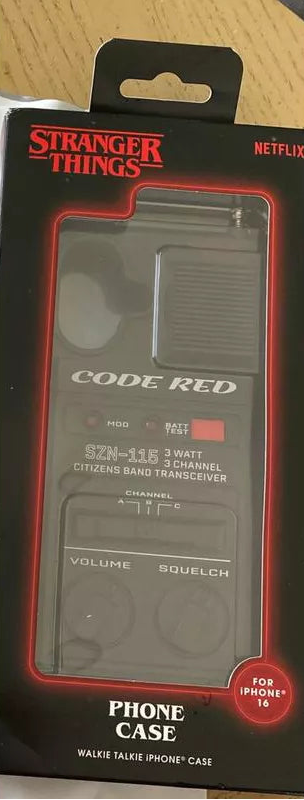 STRANGER
THINGS
NETFLIX
CODE RED
MOD
BATT
TEST
SZN-115 3 WATT
3 CHANNEL
CITIZENS BAND TRANSCEIVER
CHANNEL
A B C
VOLUME SQUELCH
FOR
iPHONE®
16
PHONE
CASE
WALKIE TALKIE iPHONE® CASE